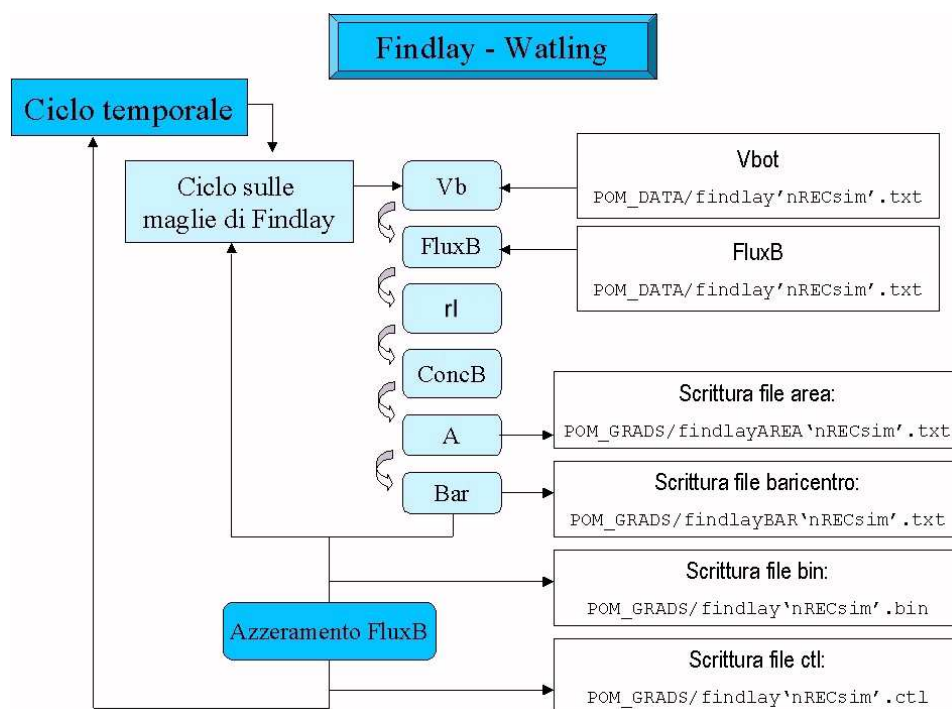 Findlay - Watling
Ciclo temporale
Ciclo sulle
maglie di Findlay
Vb
FluxB
rl
ConcB
A
Bar
Azzeramento FluxB
Vbot
POM_DATA/findlay’nRECsim’.txt
FluxB
POM_DATA/findlay’nRECsim’.txt
Scrittura file area:
POM_GRADS/findlayAREA‘nRECsim’.txt
Scrittura file baricentro:
POM_GRADS/findlayBAR‘nRECsim’.txt
Scrittura file bin:
POM_GRADS/findlay‘nRECsim’.bin
Scrittura file ctl:
POM_GRADS/findlay‘nRECsim’.ctl